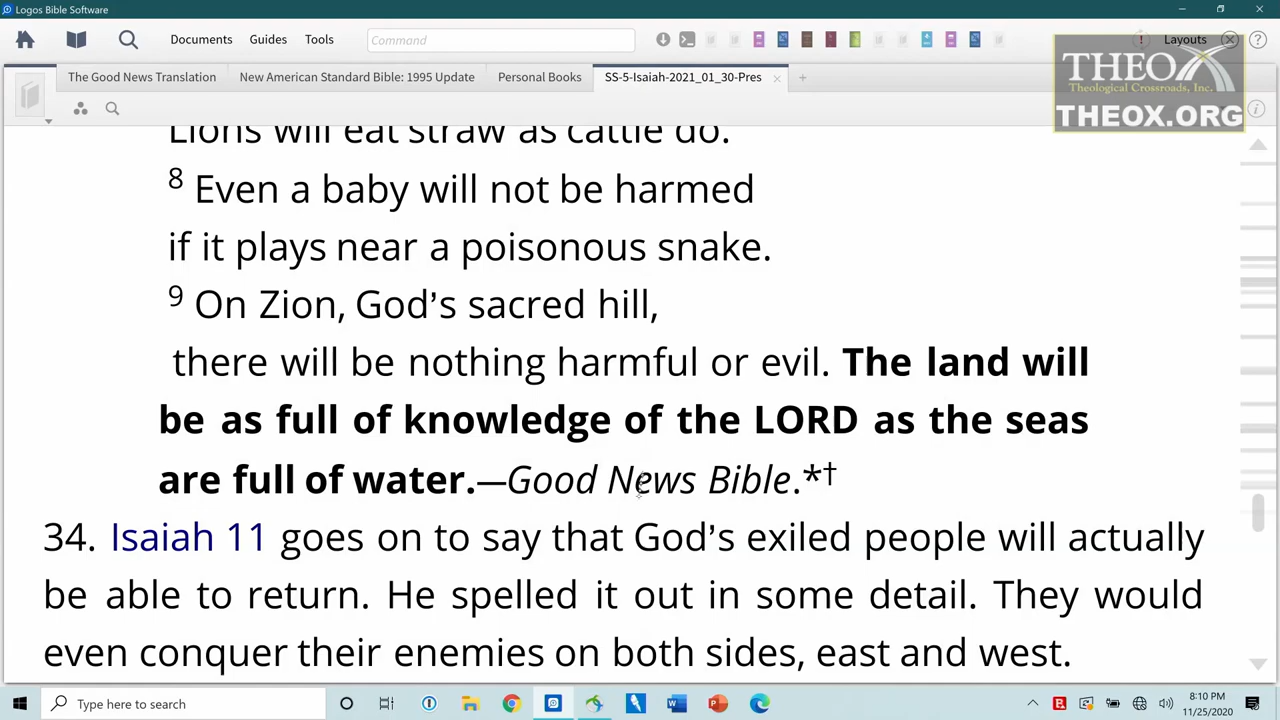 Logos Bible Software
Documents Guides Tools Command Layouts
The Good News Translation New American Standard Bible: 1995 Update Personal Books SS-5-Isaiah-2021_01_30-Pres
THEOX
Theological Crossroads, Inc.
THEOX.ORG
Lions will eat straw as cattle do.
8 Even a baby will not be harmed
if it plays near a poisonous snake.
9 On Zion, God's sacred hill,
there will be nothing harmful or evil. The land will
be as full of knowledge of the LORD as the seas
are full of water.—Good News Bible.*†
34. Isaiah 11 goes on to say that God's exiled people will actually
be able to return. He spelled it out in some detail. They would
even conquer their enemies on both sides, east and west.
Type here to search
8:10 PM
11/25/2020